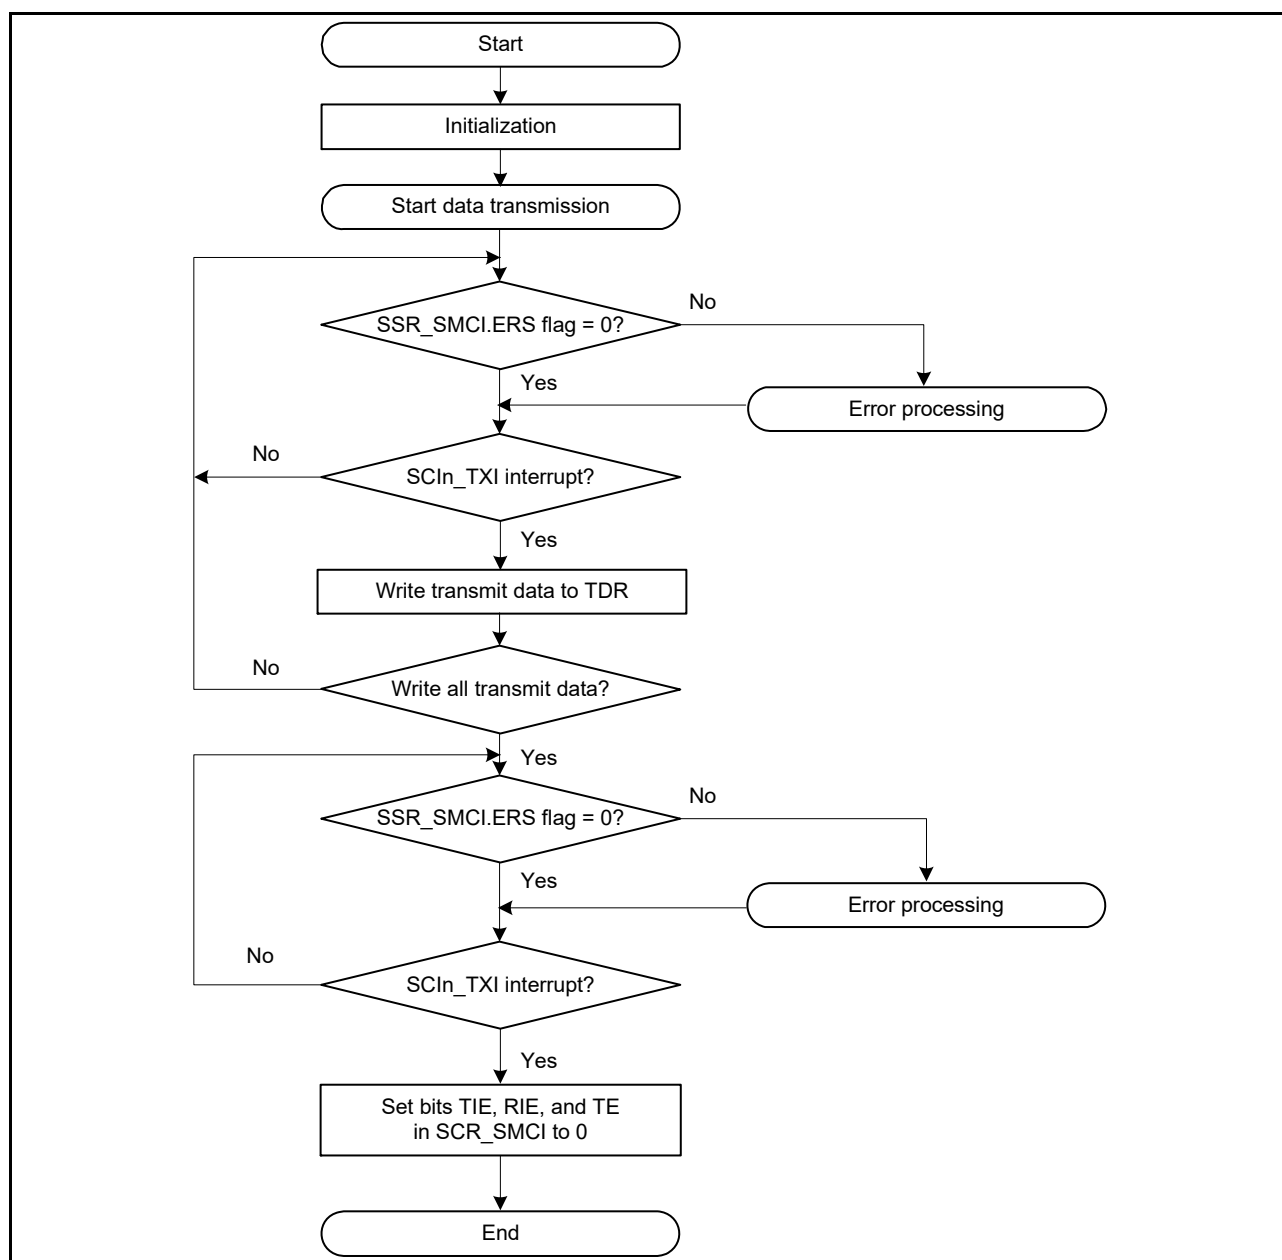 Start
Initialization
Start data transmission
SSR_SMCI.ERS flag = 0?
No
Yes
Error processing
SCIn_TXI interrupt?
No
Yes
Write transmit data to TDR
Write all transmit data?
No
Yes
SSR_SMCI.ERS flag = 0?
No
Yes
Error processing
SCIn_TXI interrupt?
No
Yes
Set bits TIE, RIE, and TE
in SCR_SMCI to 0
End